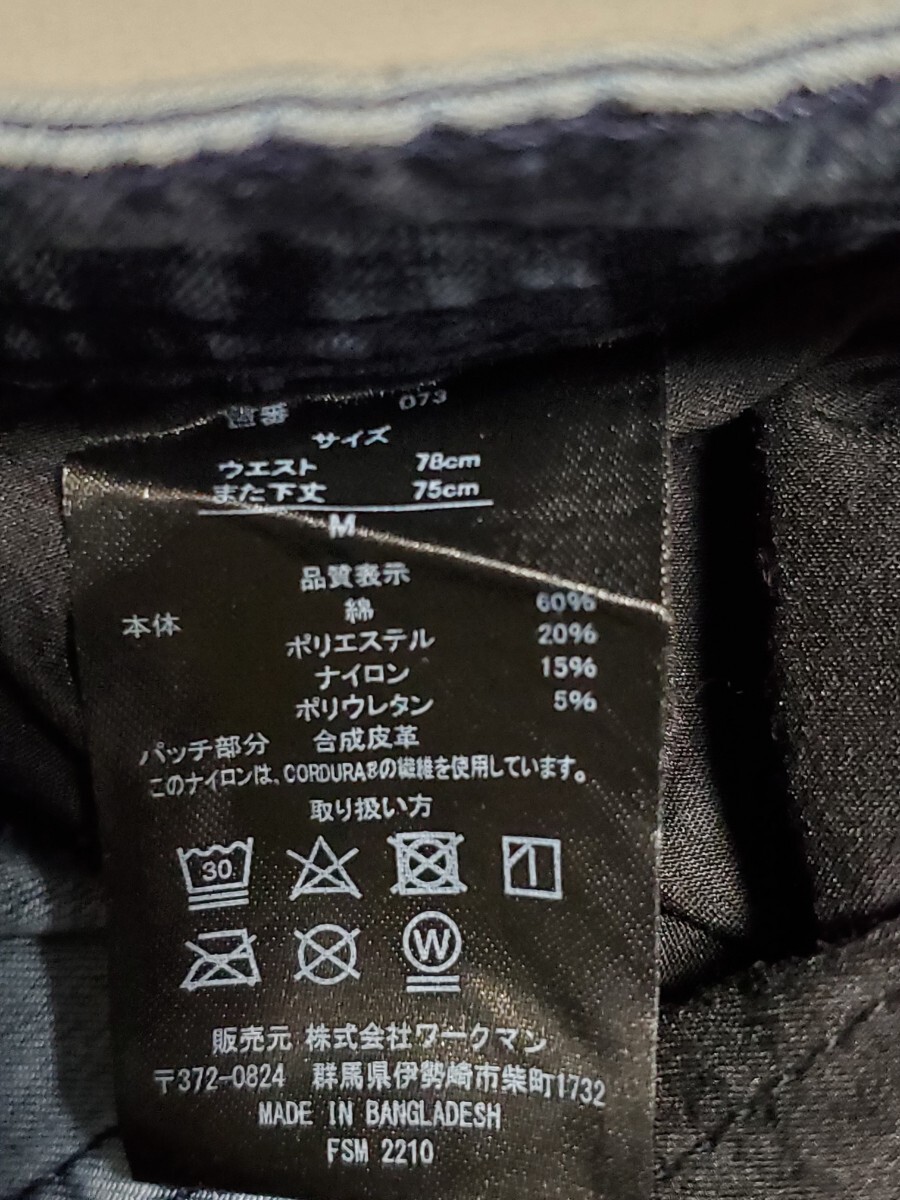 品番 073
サイズ
ウエスト 78cm
また下丈 75cm
M
品質表示
本体 綿 60%
ポリエステル 20%
ナイロン 15%
ポリウレタン 5%
パッチ部分 合成皮革
このナイロンは、CORDURA®の繊維を使用しています。
取り扱い方
30
W
販売元 株式会社ワークマン
〒372-0824 群馬県伊勢崎市柴町1732
MADE IN BANGLADESH
FSM 2210